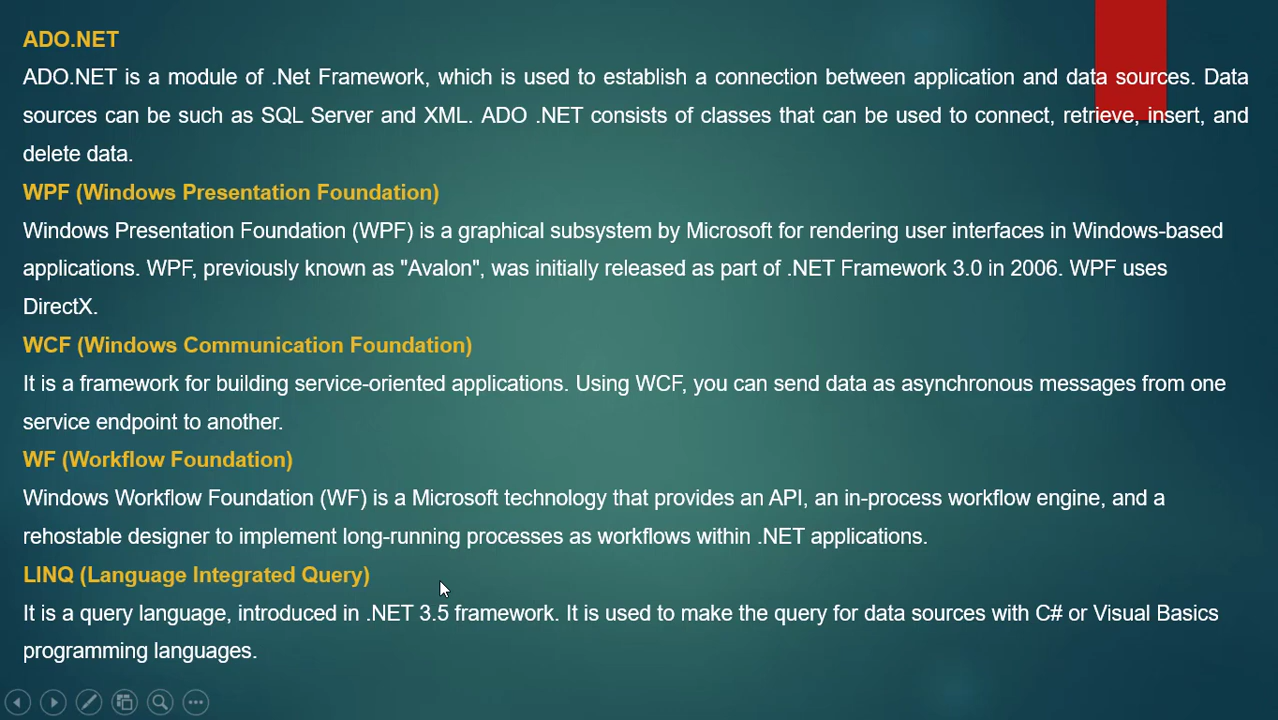 ADO.NET
ADO.NET is a module of .Net Framework, which is used to establish a connection between application and data sources. Data
sources can be such as SQL Server and XML. ADO .NET consists of classes that can be used to connect, retrieve, insert, and
delete data.
WPF (Windows Presentation Foundation)
Windows Presentation Foundation (WPF) is a graphical subsystem by Microsoft for rendering user interfaces in Windows-based
applications. WPF, previously known as "Avalon", was initially released as part of .NET Framework 3.0 in 2006. WPF uses
DirectX.
WCF (Windows Communication Foundation)
It is a framework for building service-oriented applications. Using WCF, you can send data as asynchronous messages from one
service endpoint to another.
WF (Workflow Foundation)
Windows Workflow Foundation (WF) is a Microsoft technology that provides an API, an in-process workflow engine, and a
rehostable designer to implement long-running processes as workflows within .NET applications.
LINQ (Language Integrated Query)
It is a query language, introduced in .NET 3.5 framework. It is used to make the query for data sources with C# or Visual Basics
programming languages.